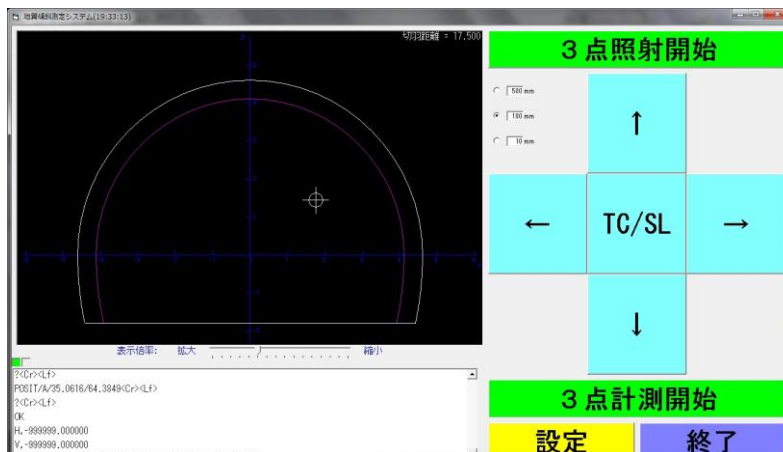 地質傾斜測定システム(19:33:13)
切羽距離 = 17.500
3点照射開始
500 mm
100 mm
10 mm
↑
← TC/SL →
↓
表示倍率: 拡大 縮小
?<Cr><Lf>
POSIT/A/35.0616/64.3849<Cr><Lf>
?<Cr><Lf>
OK
H,-999999.000000
V,-999999.000000
3点計測開始
設定 終了